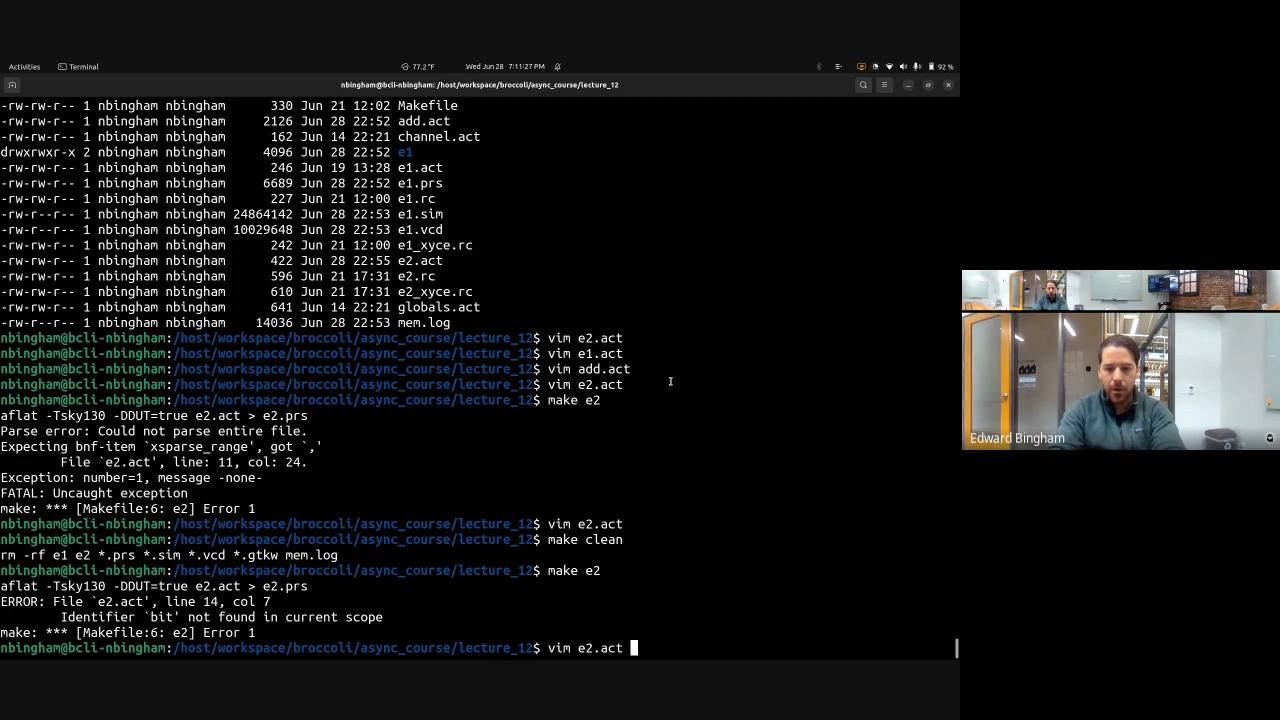 Activities
Terminal
77.2 °F
Wed Jun 28 7:11:27 PM
92 %
nbingham@bcli-nbingham: /host/workspace/broccoli/async_course/lecture_12
-rw-rw-r-- 1 nbingham nbingham 330 Jun 21 12:02 Makefile
-rw-rw-r-- 1 nbingham nbingham 2126 Jun 28 22:52 add.act
-rw-rw-r-- 1 nbingham nbingham 162 Jun 14 22:21 channel.act
drwxrwxr-x 2 nbingham nbingham 4096 Jun 28 22:52 e1
-rw-rw-r-- 1 nbingham nbingham 246 Jun 19 13:28 e1.act
-rw-rw-r-- 1 nbingham nbingham 6689 Jun 28 22:52 e1.prs
-rw-rw-r-- 1 nbingham nbingham 227 Jun 21 12:00 e1.rc
-rw-r--r-- 1 nbingham nbingham 24864142 Jun 28 22:53 e1.sim
-rw-r--r-- 1 nbingham nbingham 10029648 Jun 28 22:53 e1.vcd
-rw-rw-r-- 1 nbingham nbingham 242 Jun 21 12:00 e1_xyce.rc
-rw-rw-r-- 1 nbingham nbingham 422 Jun 28 22:55 e2.act
-rw-rw-r-- 1 nbingham nbingham 596 Jun 21 17:31 e2.rc
-rw-rw-r-- 1 nbingham nbingham 610 Jun 21 17:31 e2_xyce.rc
-rw-rw-r-- 1 nbingham nbingham 641 Jun 14 22:21 globals.act
-rw-r--r-- 1 nbingham nbingham 14036 Jun 28 22:53 mem.log
nbingham@bcli-nbingham:/host/workspace/broccoli/async_course/lecture_12$ vim e2.act
nbingham@bcli-nbingham:/host/workspace/broccoli/async_course/lecture_12$ vim e1.act
nbingham@bcli-nbingham:/host/workspace/broccoli/async_course/lecture_12$ vim add.act
nbingham@bcli-nbingham:/host/workspace/broccoli/async_course/lecture_12$ vim e2.act
nbingham@bcli-nbingham:/host/workspace/broccoli/async_course/lecture_12$ make e2
aflat -Tsky130 -DDUT=true e2.act > e2.prs
Parse error: Could not parse entire file.
Expecting bnf-item `xsparse_range', got `,'
File `e2.act', line: 11, col: 24.
Exception: number=1, message -none-
FATAL: Uncaught exception
make: *** [Makefile:6: e2] Error 1
nbingham@bcli-nbingham:/host/workspace/broccoli/async_course/lecture_12$ vim e2.act
nbingham@bcli-nbingham:/host/workspace/broccoli/async_course/lecture_12$ make clean
rm -rf e1 e2 *.prs *.sim *.vcd *.gtkw mem.log
nbingham@bcli-nbingham:/host/workspace/broccoli/async_course/lecture_12$ make e2
aflat -Tsky130 -DDUT=true e2.act > e2.prs
ERROR: File `e2.act', line 14, col 7
Identifier `bit' not found in current scope
make: *** [Makefile:6: e2] Error 1
nbingham@bcli-nbingham:/host/workspace/broccoli/async_course/lecture_12$ vim e2.act
Edward Bingham